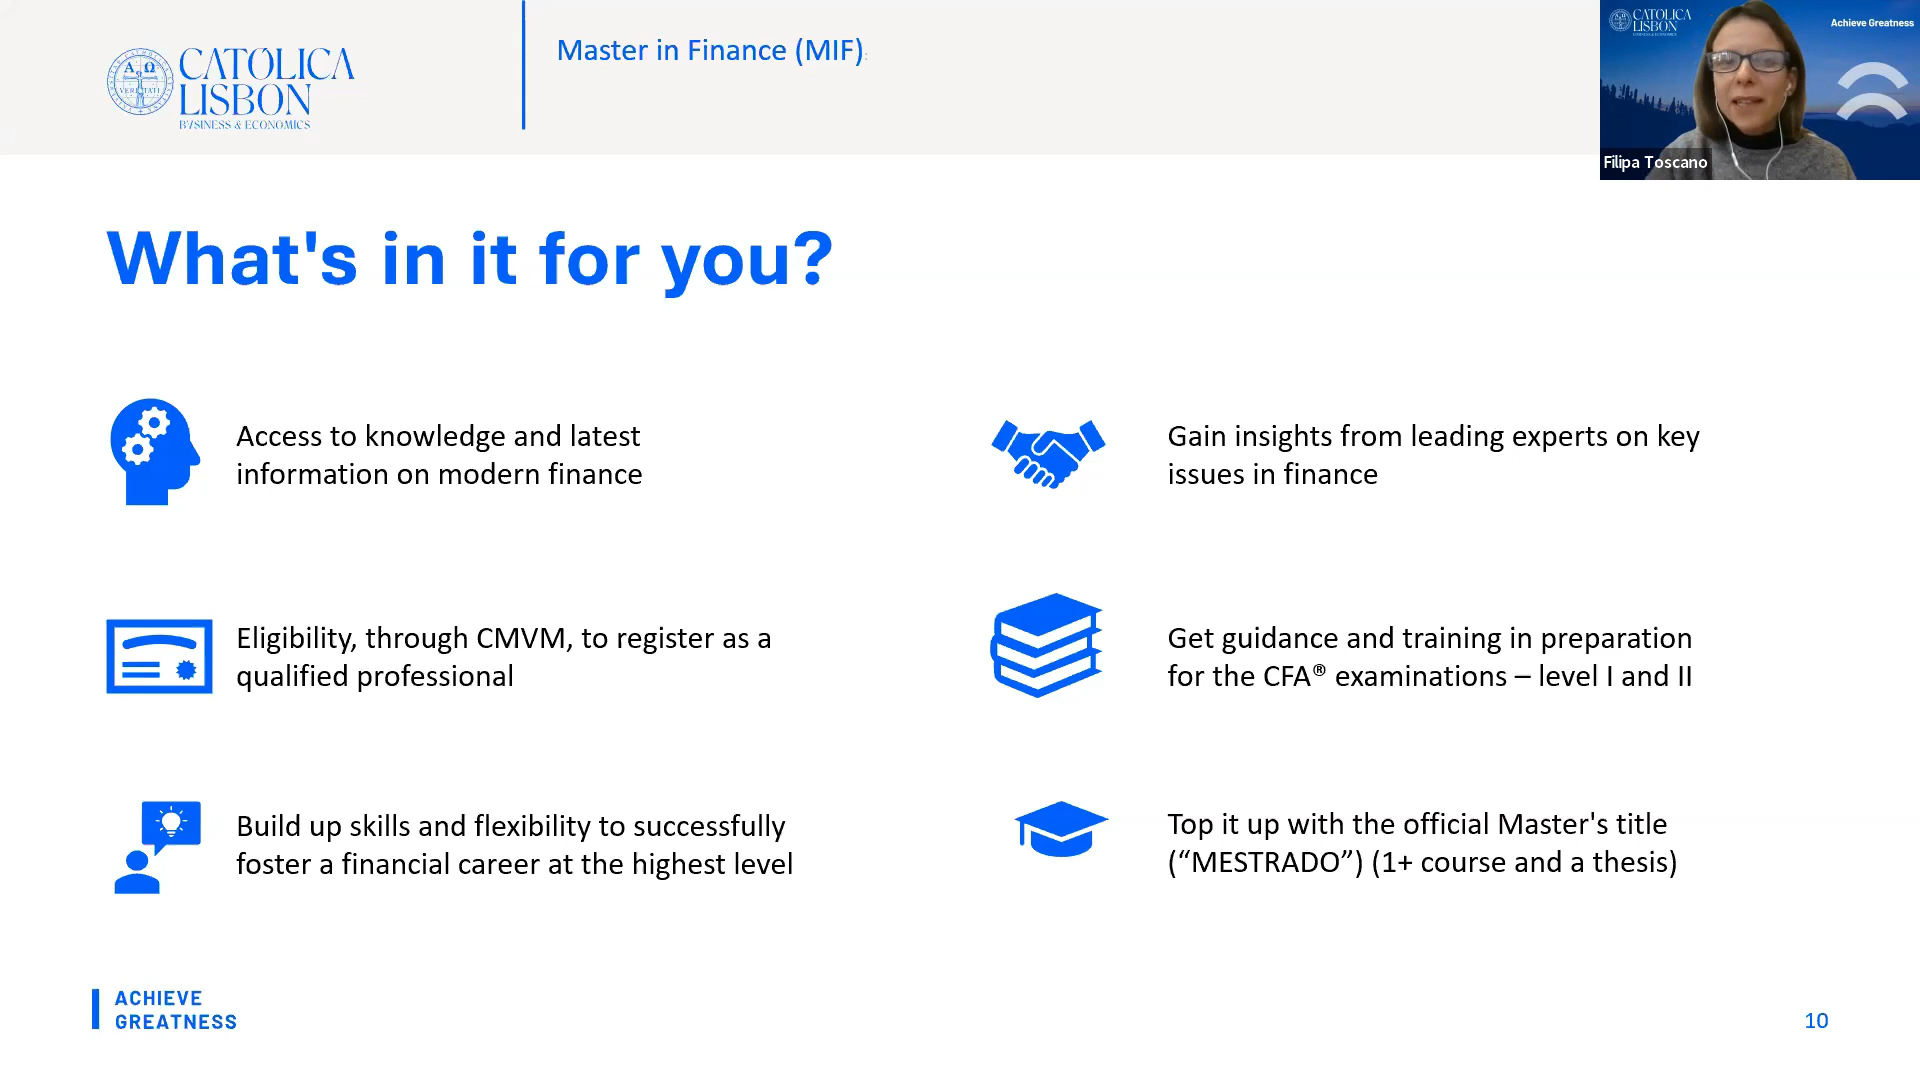 CATÓLICA
LISBON
BUSINESS & ECONOMICS
Master in Finance (MIF)
CATÓLICA
LISBON
Achieve Greatness
Filipa Toscano
What's in it for you?
Access to knowledge and latest
information on modern finance
Gain insights from leading experts on key
issues in finance
Eligibility, through CMVM, to register as a
qualified professional
Get guidance and training in preparation
for the CFA® examinations – level I and II
Build up skills and flexibility to successfully
foster a financial career at the highest level
Top it up with the official Master's title
(“MESTRADO”) (1+ course and a thesis)
ACHIEVE
GREATNESS
10